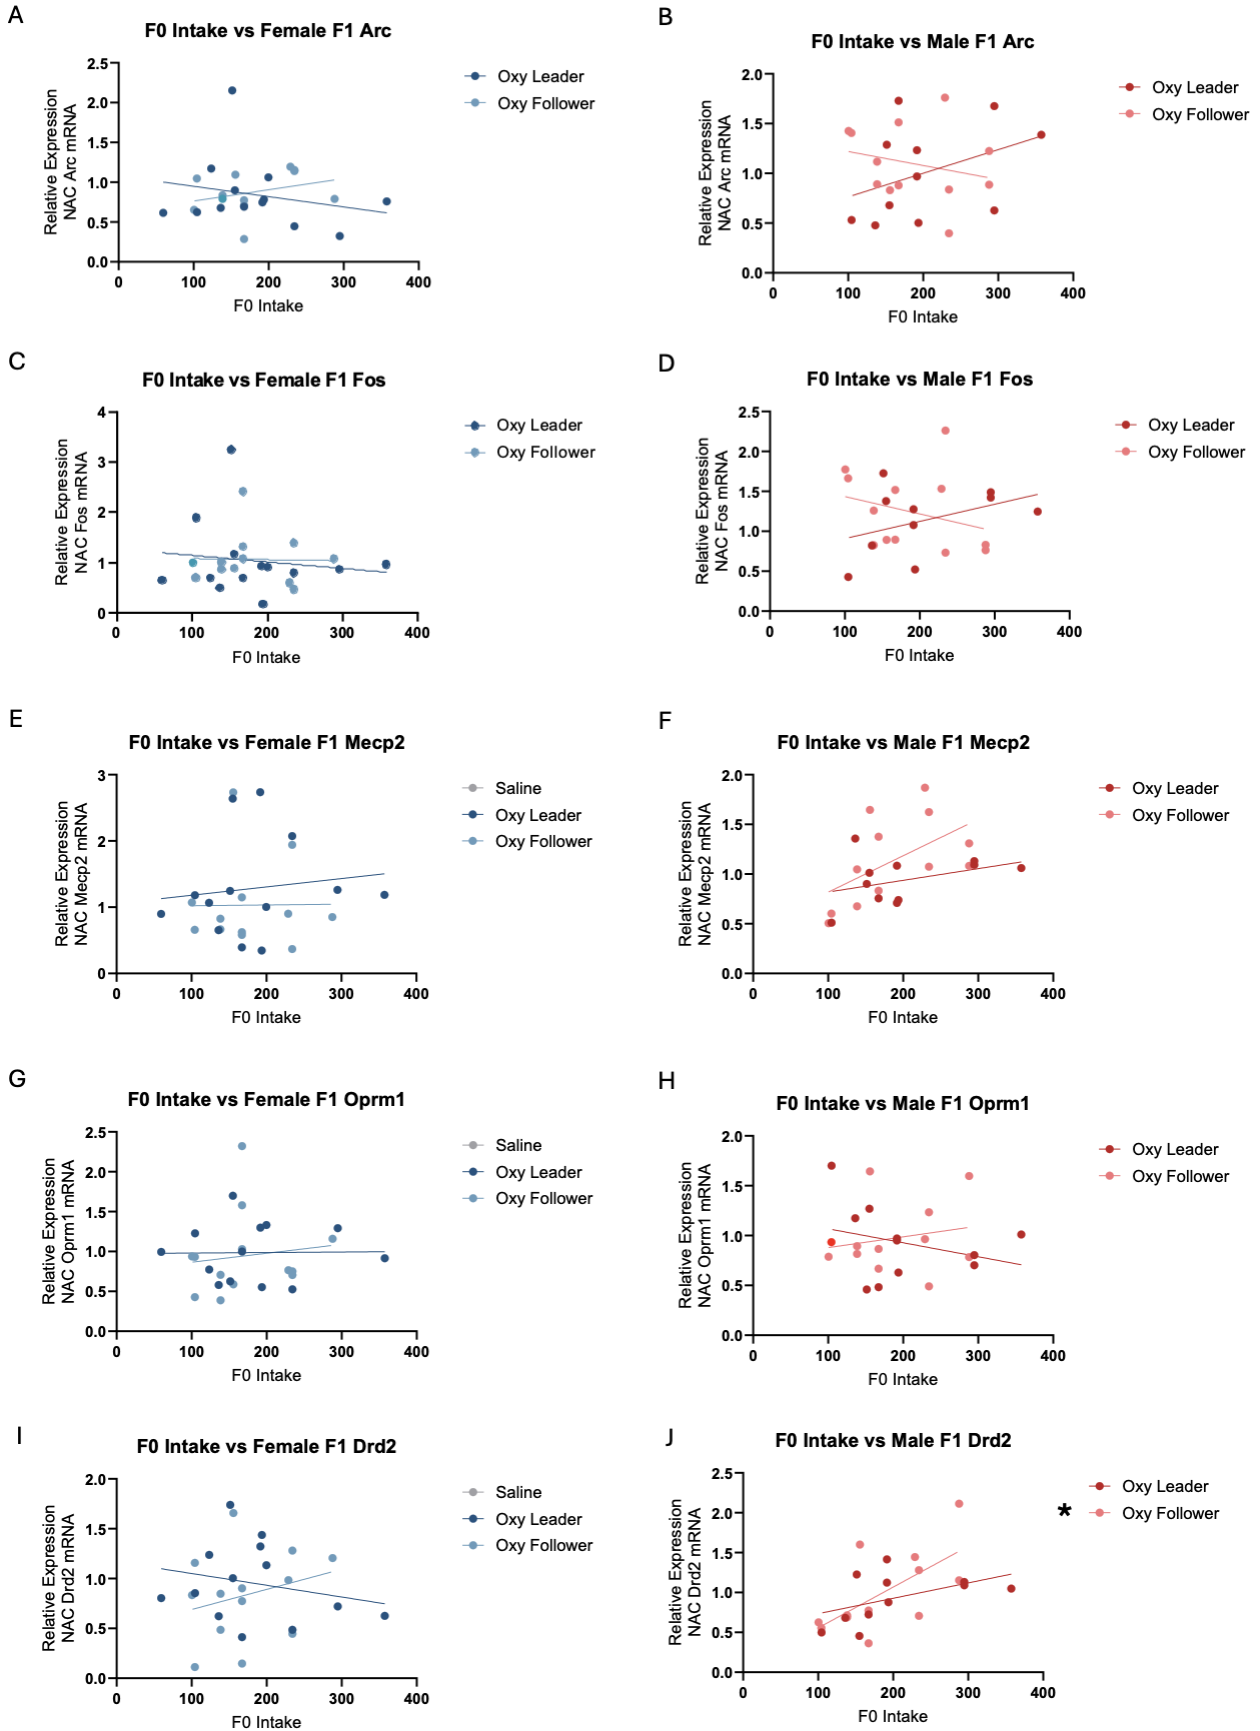 A
F0 Intake vs Female F1 Arc
Relative Expression
NAC Arc mRNA
2.5
2.0
1.5
1.0
0.5
0.0
0 100 200 300 400
F0 Intake
Oxy Leader
Oxy Follower
B
F0 Intake vs Male F1 Arc
Relative Expression
NAC Arc mRNA
2.0
1.5
1.0
0.5
0.0
0 100 200 300 400
F0 Intake
Oxy Leader
Oxy Follower
C
F0 Intake vs Female F1 Fos
Relative Expression
NAC Fos mRNA
4
3
2
1
0
0 100 200 300 400
F0 Intake
Oxy Leader
Oxy Follower
D
F0 Intake vs Male F1 Fos
Relative Expression
NAC Fos mRNA
2.5
2.0
1.5
1.0
0.5
0.0
0 100 200 300 400
F0 Intake
Oxy Leader
Oxy Follower
E
F0 Intake vs Female F1 Mecp2
Relative Expression
NAC Mecp2 mRNA
3
2
1
0
0 100 200 300 400
F0 Intake
Saline
Oxy Leader
Oxy Follower
F
F0 Intake vs Male F1 Mecp2
Relative Expression
NAC Mecp2 mRNA
2.0
1.5
1.0
0.5
0.0
0 100 200 300 400
F0 Intake
Oxy Leader
Oxy Follower
G
F0 Intake vs Female F1 Oprm1
Relative Expression
NAC Oprm1 mRNA
2.5
2.0
1.5
1.0
0.5
0.0
0 100 200 300 400
F0 Intake
Saline
Oxy Leader
Oxy Follower
H
F0 Intake vs Male F1 Oprm1
Relative Expression
NAC Oprm1 mRNA
2.0
1.5
1.0
0.5
0.0
0 100 200 300 400
F0 Intake
Oxy Leader
Oxy Follower
I
F0 Intake vs Female F1 Drd2
Relative Expression
NAC Drd2 mRNA
2.0
1.5
1.0
0.5
0.0
0 100 200 300 400
F0 Intake
Saline
Oxy Leader
Oxy Follower
J
F0 Intake vs Male F1 Drd2
Relative Expression
NAC Drd2 mRNA
2.5
2.0
1.5
1.0
0.5
0.0
0 100 200 300 400
F0 Intake
Oxy Leader
* Oxy Follower